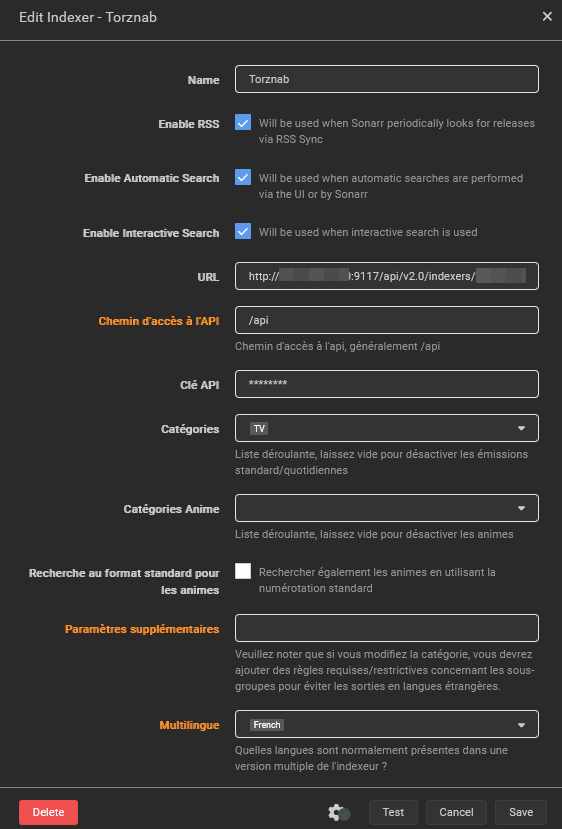 Edit Indexer - Torznab
Name
Torznab
Enable RSS
Will be used when Sonarr periodically looks for releases
via RSS Sync
Enable Automatic Search
Will be used when automatic searches are performed
via the UI or by Sonarr
Enable Interactive Search
Will be used when interactive search is used
URL
http:// :9117/api/v2.0/indexers/
Chemin d'accès à l'API
/api
Chemin d'accès à l'api, généralement /api
Clé API
********
Catégories
TV
Liste déroulante, laissez vide pour désactiver les émissions
standard/quotidiennes
Catégories Anime
Liste déroulante, laissez vide pour désactiver les animes
Recherche au format standard pour
les animes
Rechercher également les animes en utilisant la
numérotation standard
Paramètres supplémentaires
Veuillez noter que si vous modifiez la catégorie, vous devrez
ajouter des règles requises/restrictives concernant les sous-
groupes pour éviter les sorties en langues étrangères.
Multilingue
French
Quelles langues sont normalement présentes dans une
version multiple de l'indexeur ?
Delete
Test
Cancel
Save